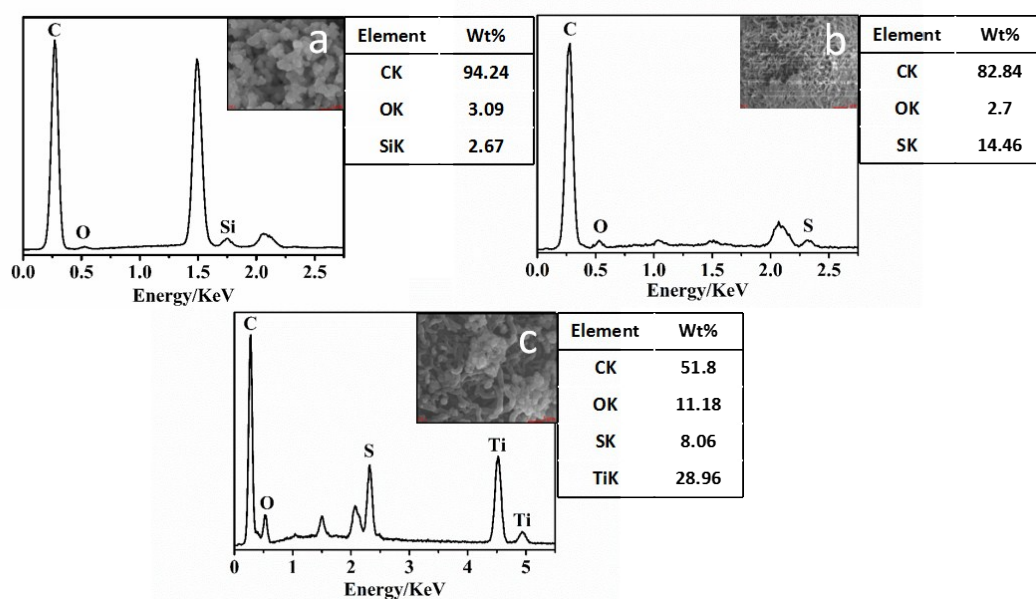 C
O
Si
a
0.0 0.5 1.0 1.5 2.0 2.5
Energy/KeV
Element Wt%
CK 94.24
OK 3.09
SiK 2.67
C
O
S
b
0.0 0.5 1.0 1.5 2.0 2.5
Energy/KeV
Element Wt%
CK 82.84
OK 2.7
SK 14.46
C
O
S
Ti
Ti
c
0 1 2 3 4 5
Energy/KeV
Element Wt%
CK 51.8
OK 11.18
SK 8.06
TiK 28.96